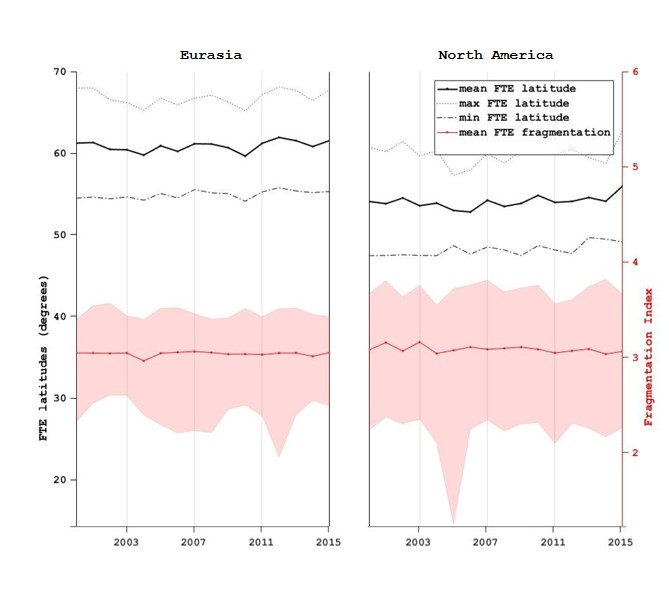 Eurasia
North America
mean FTE latitude
max FTE latitude
min FTE latitude
mean FTE fragmentation
FTE latitudes (degrees)
70
60
50
40
30
20
2003
2007
2011
2015
2003
2007
2011
2015
6
5
4
3
2
Fragmentation Index